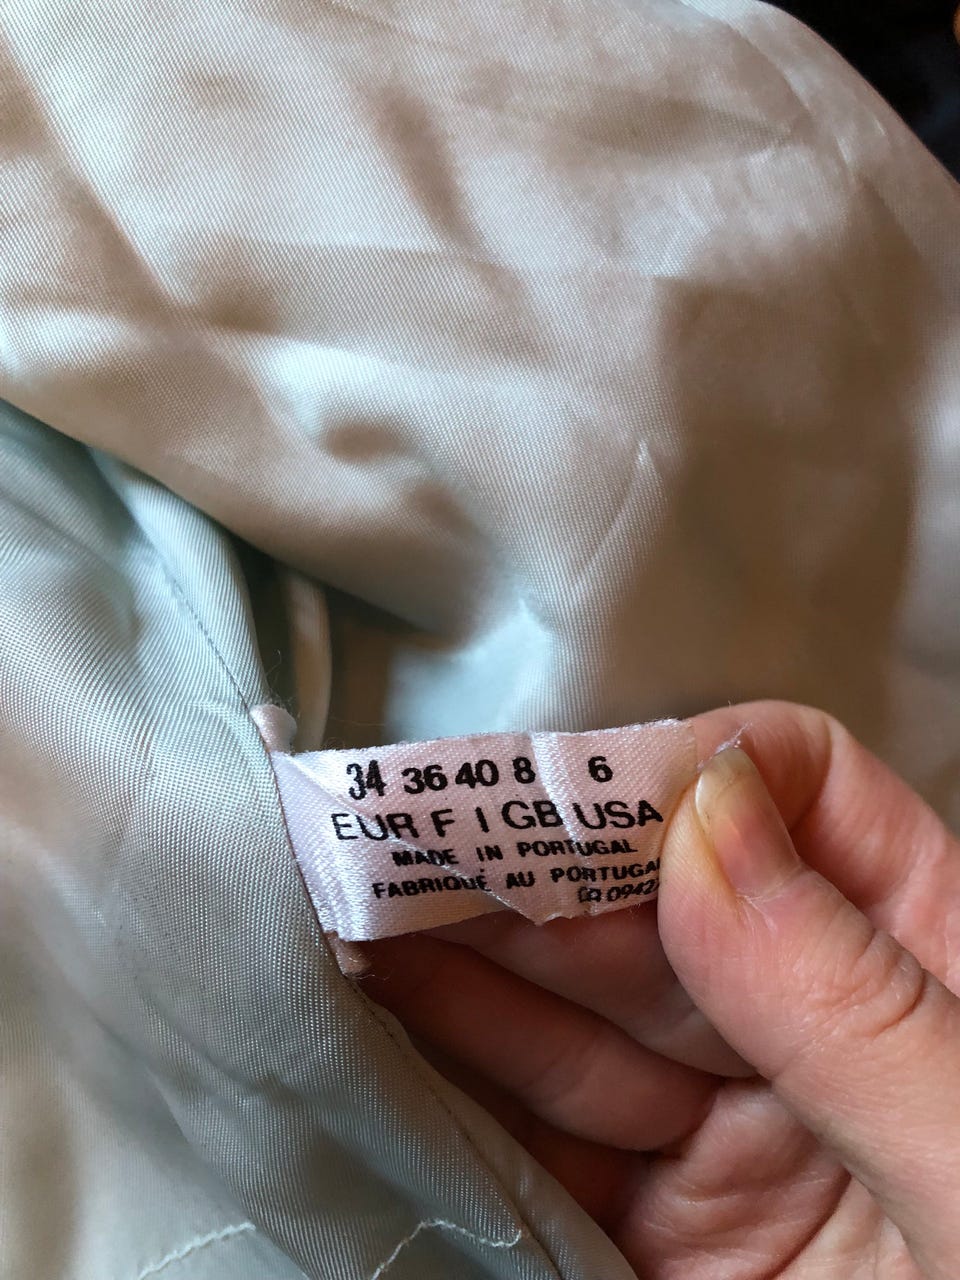 34 36 40 8 6
EUR F I GB USA
MADE IN PORTUGAL
FABRIQUÉ AU PORTUGAL